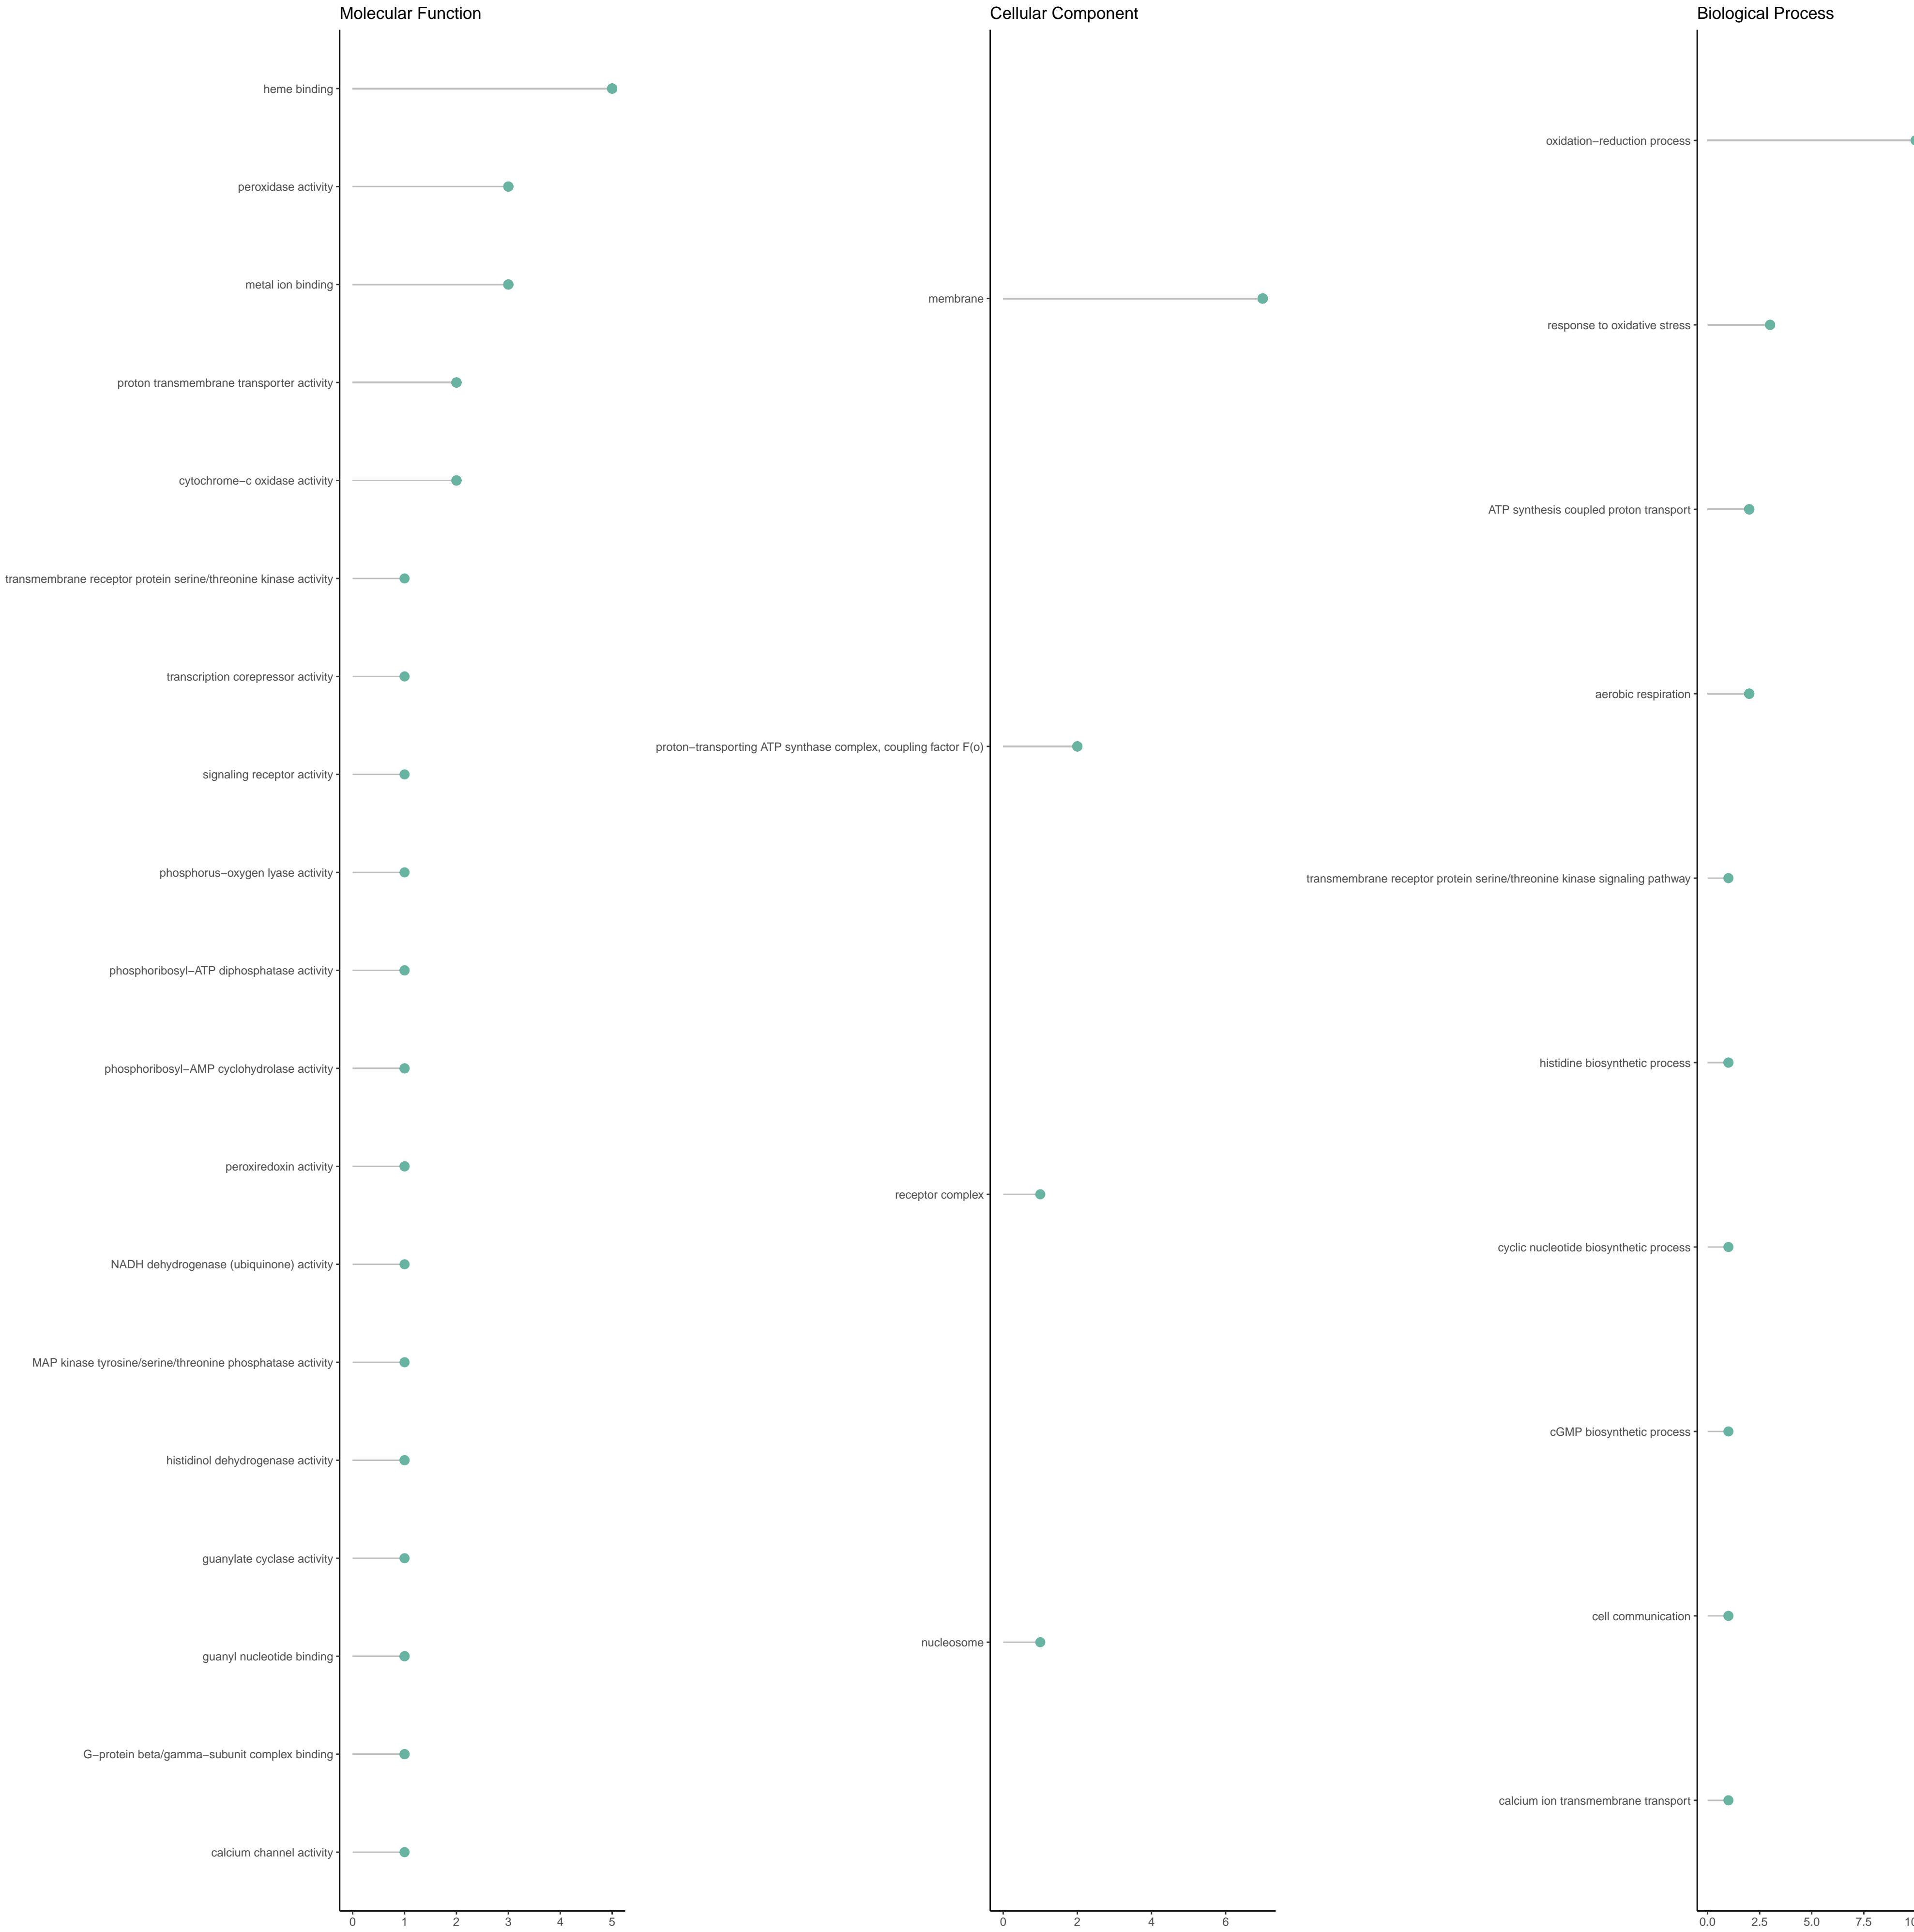 Molecular Function
heme binding
peroxidase activity
metal ion binding
proton transmembrane transporter activity
cytochrome−c oxidase activity
transmembrane receptor protein serine/threonine kinase activity
transcription corepressor activity
signaling receptor activity
phosphorus−oxygen lyase activity
phosphoribosyl−ATP diphosphatase activity
phosphoribosyl−AMP cyclohydrolase activity
peroxiredoxin activity
NADH dehydrogenase (ubiquinone) activity
MAP kinase tyrosine/serine/threonine phosphatase activity
histidinol dehydrogenase activity
guanylate cyclase activity
guanyl nucleotide binding
G−protein beta/gamma−subunit complex binding
calcium channel activity
0 1 2 3 4 5
Cellular Component
membrane
proton−transporting ATP synthase complex, coupling factor F(o)
receptor complex
nucleosome
0 2 4 6
Biological Process
oxidation−reduction process
response to oxidative stress
ATP synthesis coupled proton transport
aerobic respiration
transmembrane receptor protein serine/threonine kinase signaling pathway
histidine biosynthetic process
cyclic nucleotide biosynthetic process
cGMP biosynthetic process
cell communication
calcium ion transmembrane transport
0.0 2.5 5.0 7.5